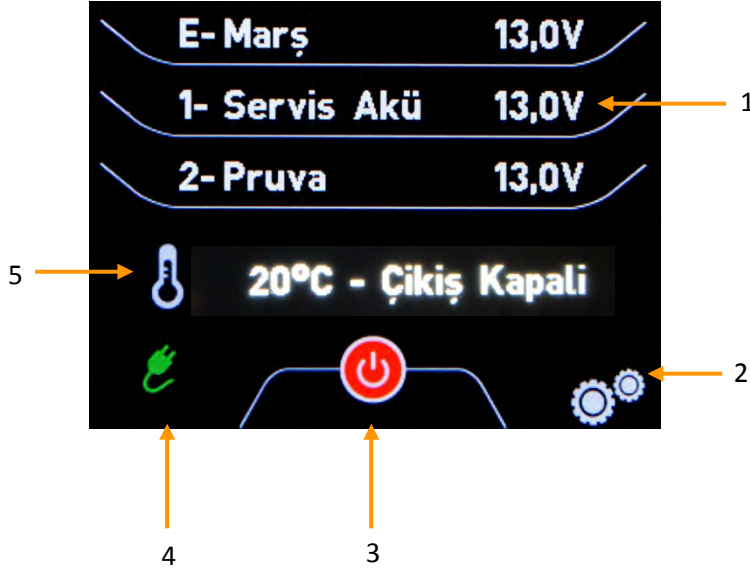 E- Marş 13,0V
1- Servis Akü 13,0V 1
2- Pruva 13,0V
5 20°C - Çikiş Kapali
2
4 3